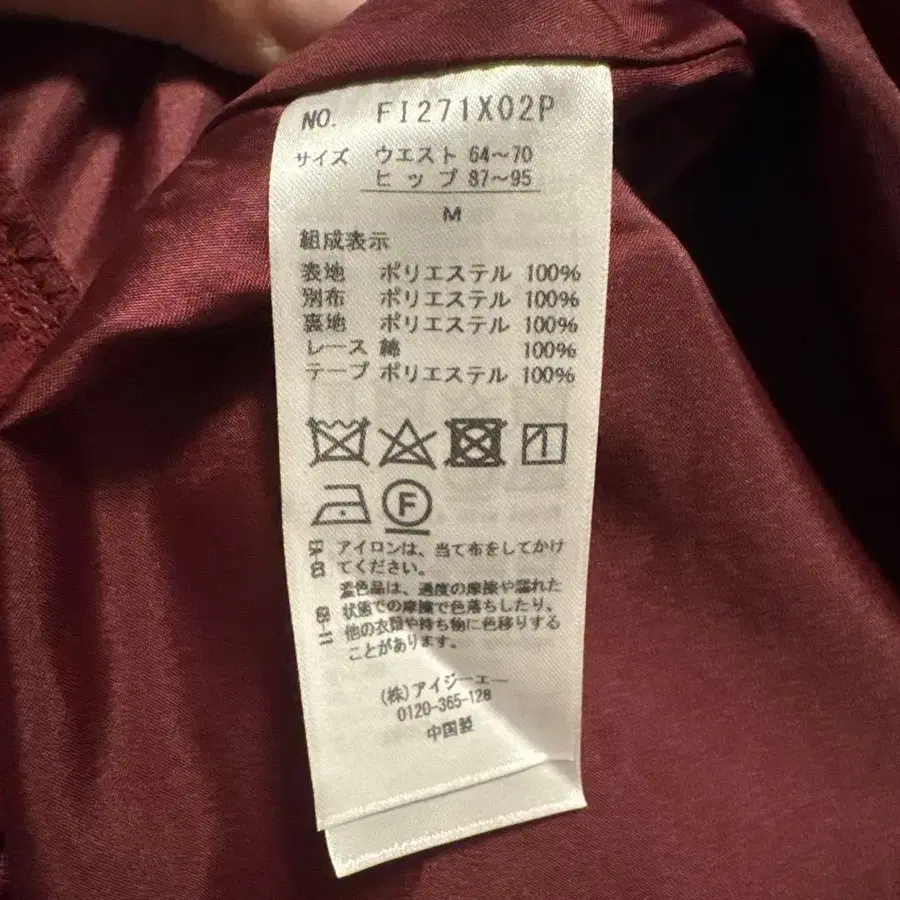 NO. FI271X02P
サイズ ウエスト 64～70
ヒップ 87～95
M
組成表示
表地 ポリエステル 100%
別布 ポリエステル 100%
裏地 ポリエステル 100%
レース 綿 100%
テープ ポリエステル 100%
F
アイロンは、当て布をしてかけ
てください。
濃色品は、過度の摩擦や濡れた
状態での摩擦で色落ちしたり、
他の衣類や持ち物に色移りする
ことがあります。
(株)アイジーエー
0120-365-128
中国製